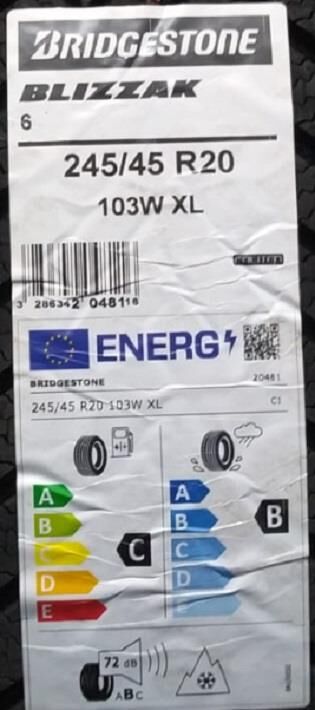 BRIDGESTONE
BLIZZAK
6
245/45 R20
103W XL
3 286342 048116
ENERG
BRIDGESTONE 20481
245/45 R20 103W XL C1
A A
B B B
C C C
D D
E
72 dB
ABC